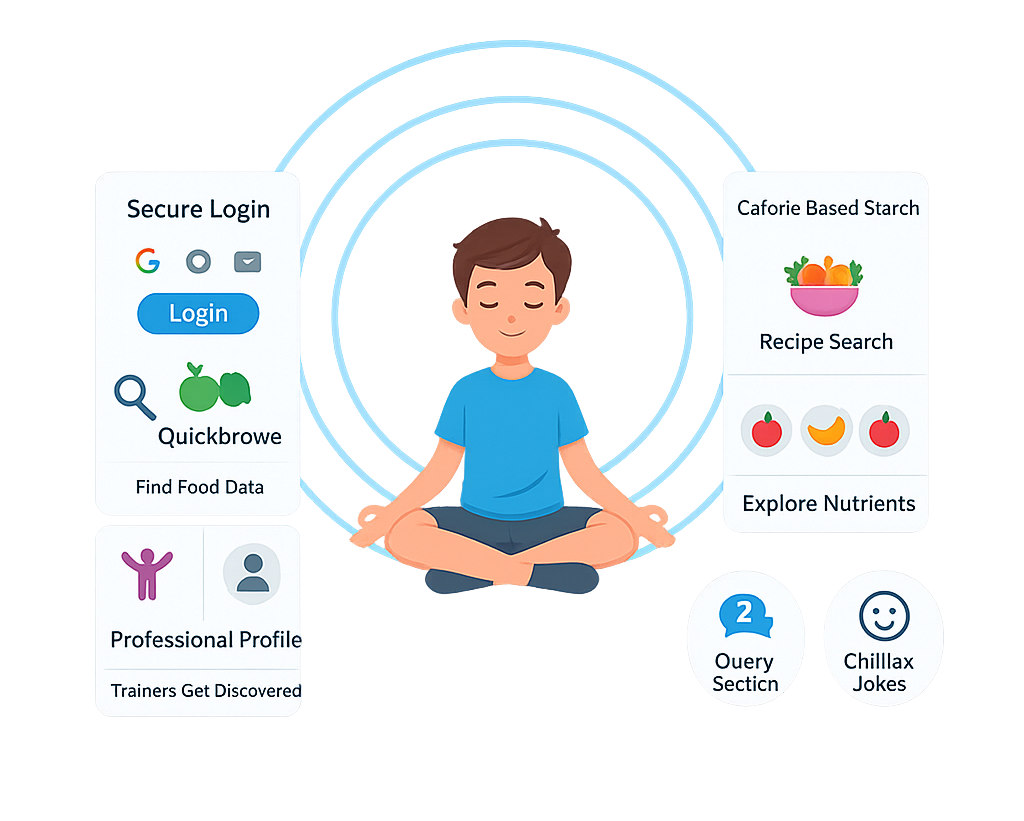 Secure Login
Login
Quickbrowe
Find Food Data
Professional Profile
Trainers Get Discovered
Caforie Based Starch
Recipe Search
Explore Nutrients
2
Ouery
Secticn
Chilllax
Jokes